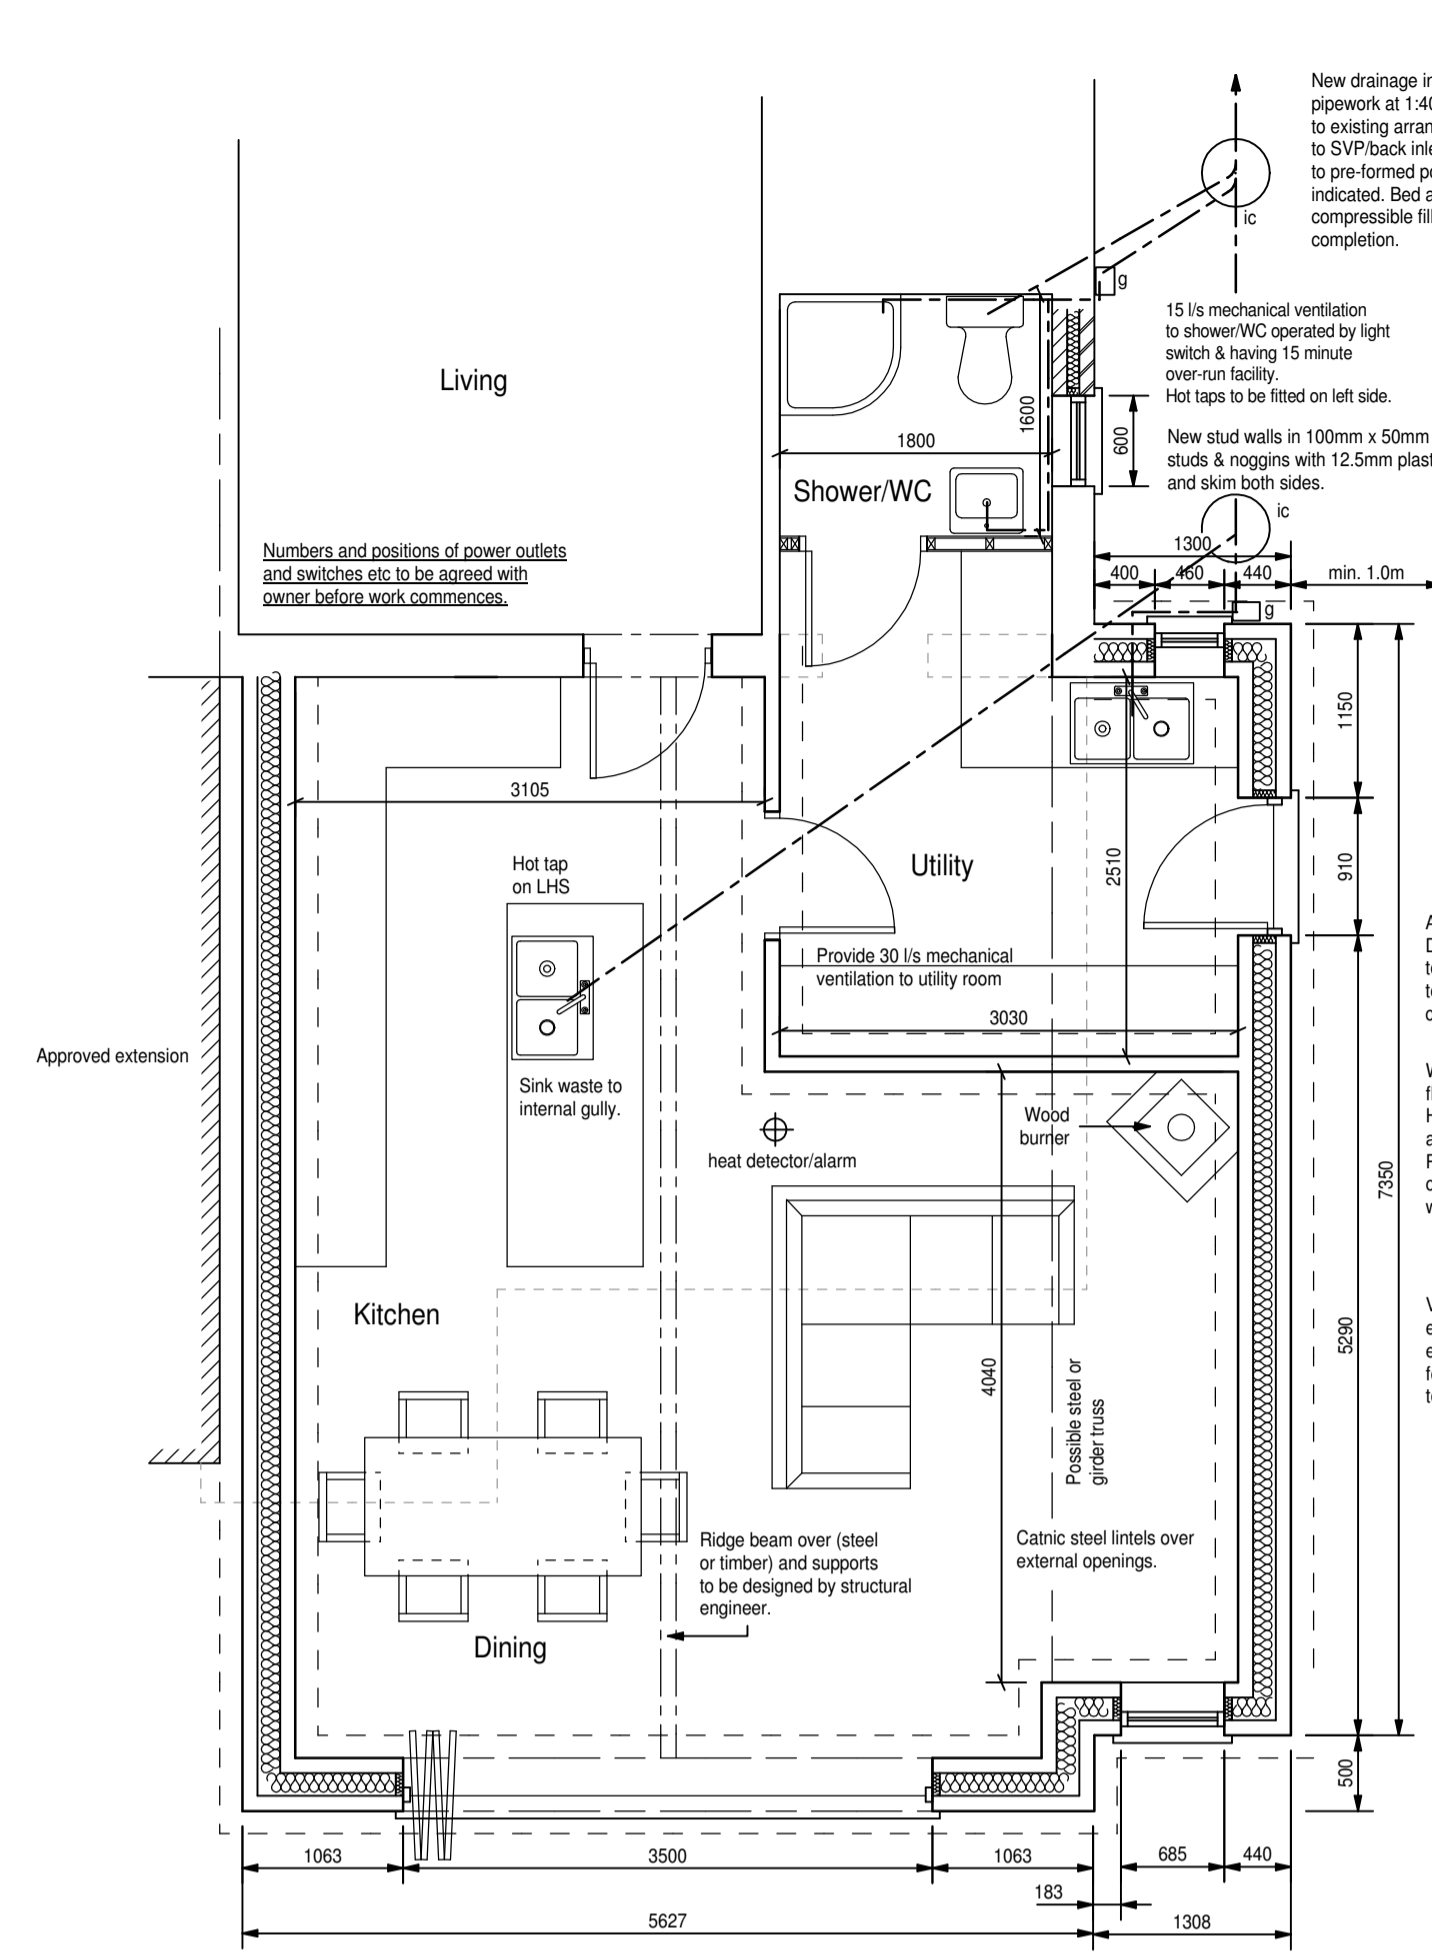 New drainage in
pipework at 1:40
to existing arran
to SVP/back inle
to pre-formed po
indicated. Bed a
compressible fill
completion.
ic
g
15 l/s mechanical ventilation
to shower/WC operated by light
switch & having 15 minute
over-run facility.
Hot taps to be fitted on left side.
Living
1600
600
1800
New stud walls in 100mm x 50mm
studs & noggins with 12.5mm plast
and skim both sides.
Shower/WC
ic
1300
Numbers and positions of power outlets
and switches etc to be agreed with
owner before work commences.
400
460
440
min. 1.0m
g
1150
3105
Hot tap
on LHS
Utility
2510
910
Provide 30 l/s mechanical
ventilation to utility room
3030
Approved extension
Sink waste to
internal gully.
Wood
burner
heat detector/alarm
7350
Kitchen
5290
4040
Possible steel or
girder truss
Ridge beam over (steel
or timber) and supports
to be designed by structural
engineer.
Catnic steel lintels over
external openings.
Dining
500
1063
3500
1063
685
440
183
5627
1308